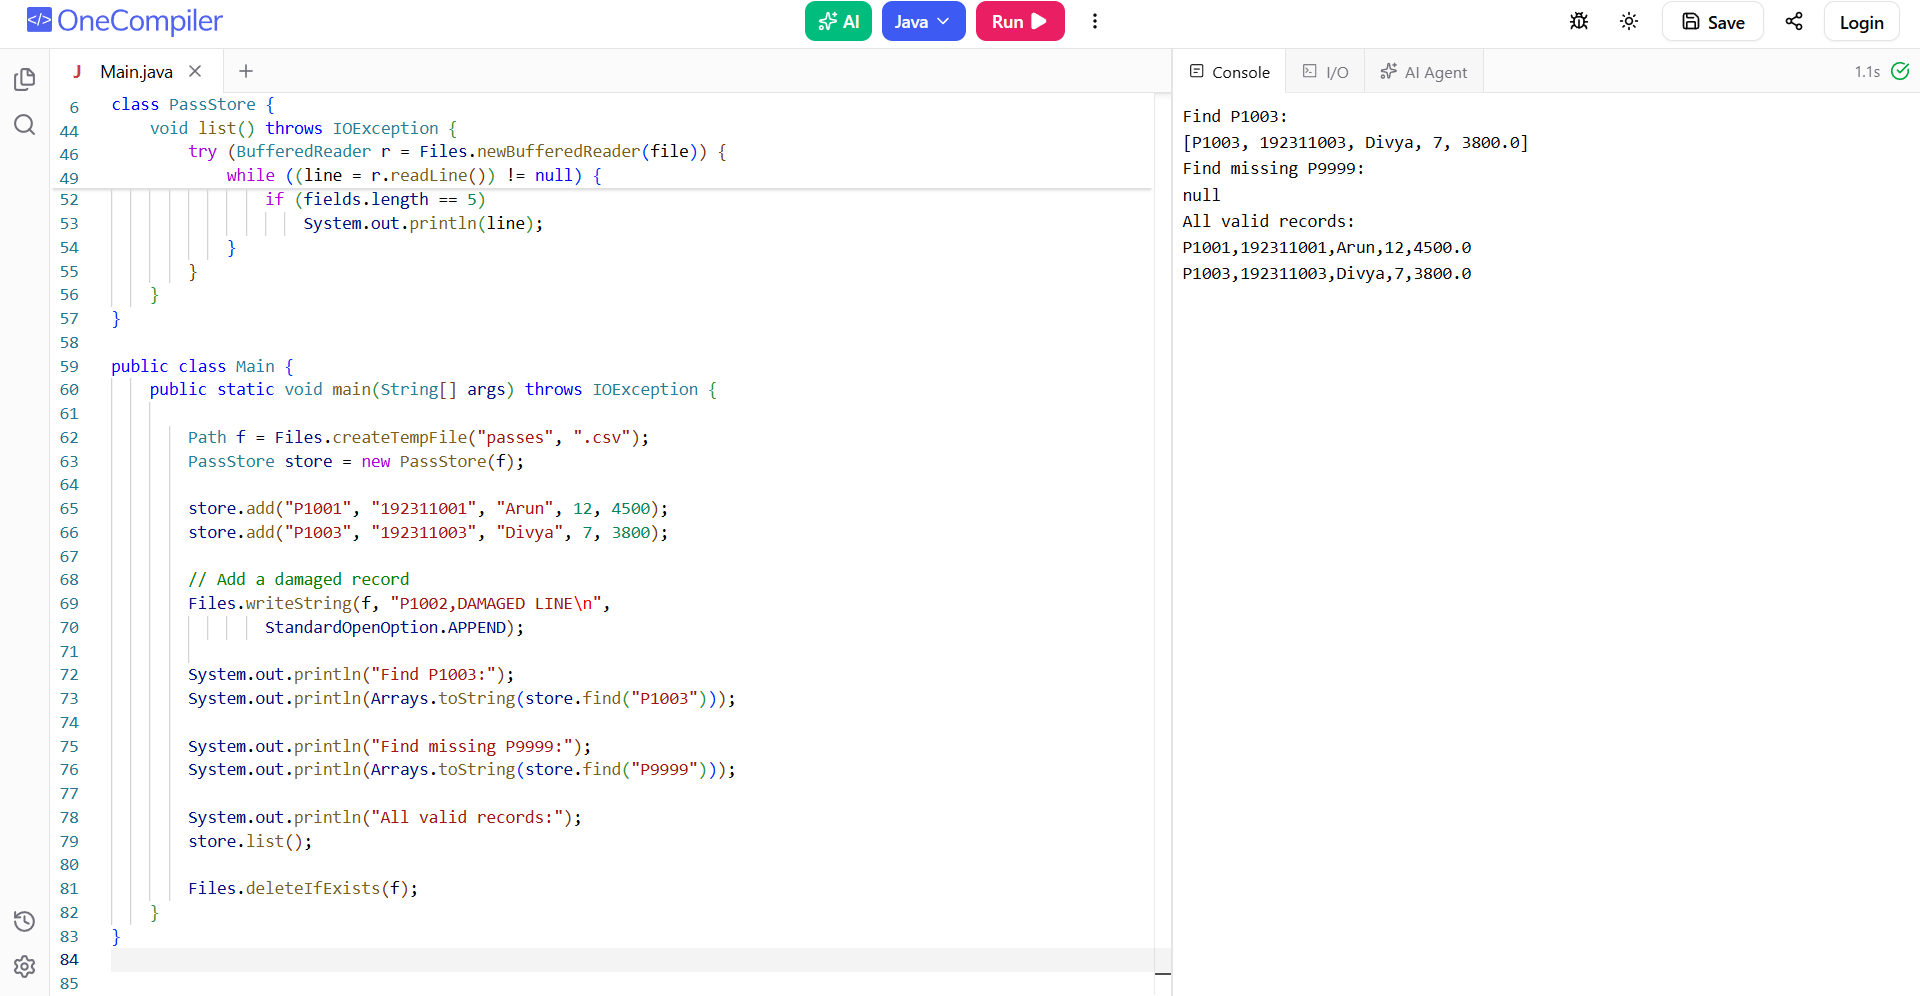 OneCompiler
AI
Java
Run
Save
Login
J Main.java
Console
I/O
AI Agent
1.1s
6 class PassStore {
44 void list() throws IOException {
46 try (BufferedReader r = Files.newBufferedReader(file)) {
49 while ((line = r.readLine()) != null) {
52 if (fields.length == 5)
53 System.out.println(line);
54 }
55 }
56 }
57 }
58
59 public class Main {
60 public static void main(String[] args) throws IOException {
61
62 Path f = Files.createTempFile("passes", ".csv");
63 PassStore store = new PassStore(f);
64
65 store.add("P1001", "192311001", "Arun", 12, 4500);
66 store.add("P1003", "192311003", "Divya", 7, 3800);
67
68 // Add a damaged record
69 Files.writeString(f, "P1002,DAMAGED LINE\n",
70 StandardOpenOption.APPEND);
71
72 System.out.println("Find P1003:");
73 System.out.println(Arrays.toString(store.find("P1003")));
74
75 System.out.println("Find missing P9999:");
76 System.out.println(Arrays.toString(store.find("P9999")));
77
78 System.out.println("All valid records:");
79 store.list();
80
81 Files.deleteIfExists(f);
82 }
83 }
84
85
Find P1003:
[P1003, 192311003, Divya, 7, 3800.0]
Find missing P9999:
null
All valid records:
P1001,192311001,Arun,12,4500.0
P1003,192311003,Divya,7,3800.0